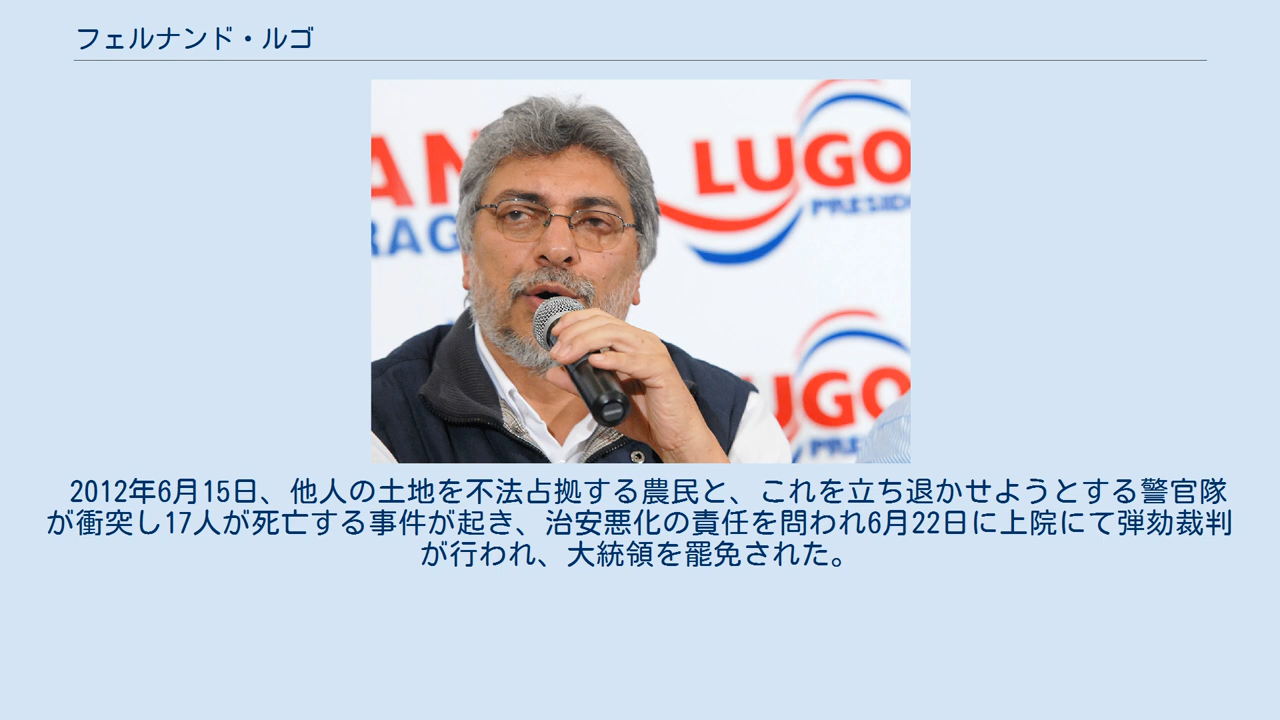 フェルナンド・ルゴ
AN
LUGO
RAG
PRESID
LUGO
PRESID
2012年6月15日、他人の土地を不法占拠する農民と、これを立ち退かせようとする警官隊
が衝突し17人が死亡する事件が起き、治安悪化の責任を問われ6月22日に上院にて弾劾裁判
が行われ、大統領を罷免された。